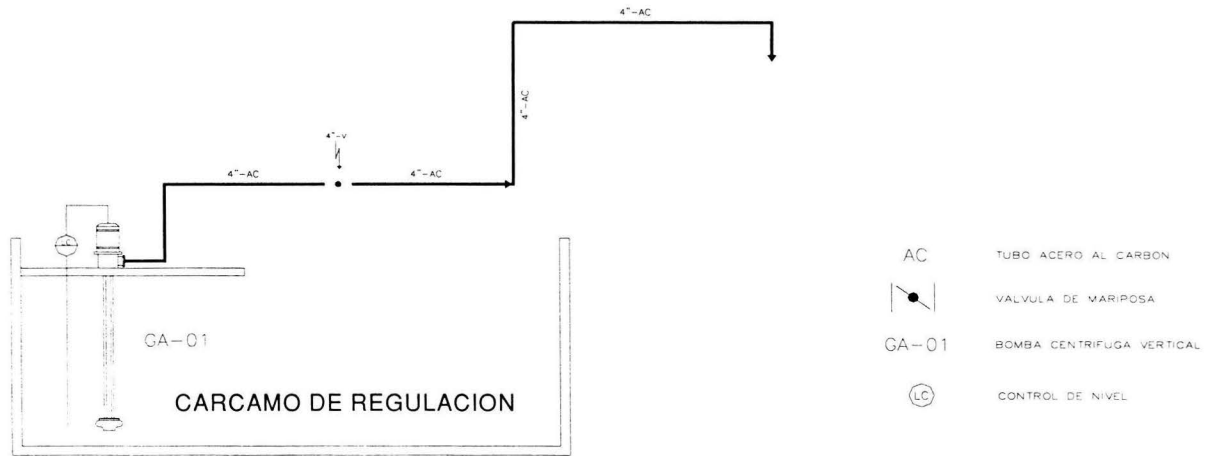 4"-AC
4"-AC
4"-V
4"-AC
4"-AC
LC
GA-01
CARCAMO DE REGULACION
AC TUBO ACERO AL CARBON
VALVULA DE MARIPOSA
GA-01 BOMBA CENTRIFUGA VERTICAL
LC CONTROL DE NIVEL